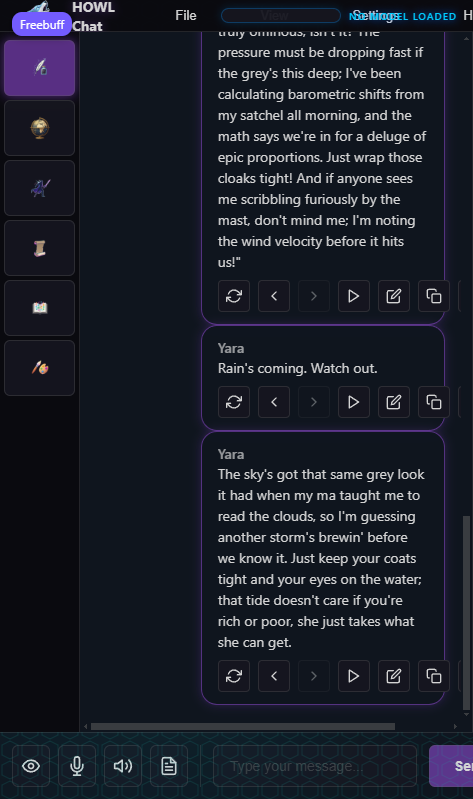 HOWL
Chat
Freebuff
File
View
Settings
NO MODEL LOADED
H
truly ominous, isn't it? The
pressure must be dropping fast if
the grey's this deep; I've been
calculating barometric shifts from
my satchel all morning, and the
math says we're in for a deluge of
epic proportions. Just wrap those
cloaks tight! And if anyone sees
me scribbling furiously by the
mast, don't mind me; I'm noting
the wind velocity before it hits
us!"
Yara
Rain's coming. Watch out.
Yara
The sky's got that same grey look
it had when my ma taught me to
read the clouds, so I'm guessing
another storm's brewin' before
we know it. Just keep your coats
tight and your eyes on the water;
that tide doesn't care if you're
rich or poor, she just takes what
she can get.
Type your message...
Ser